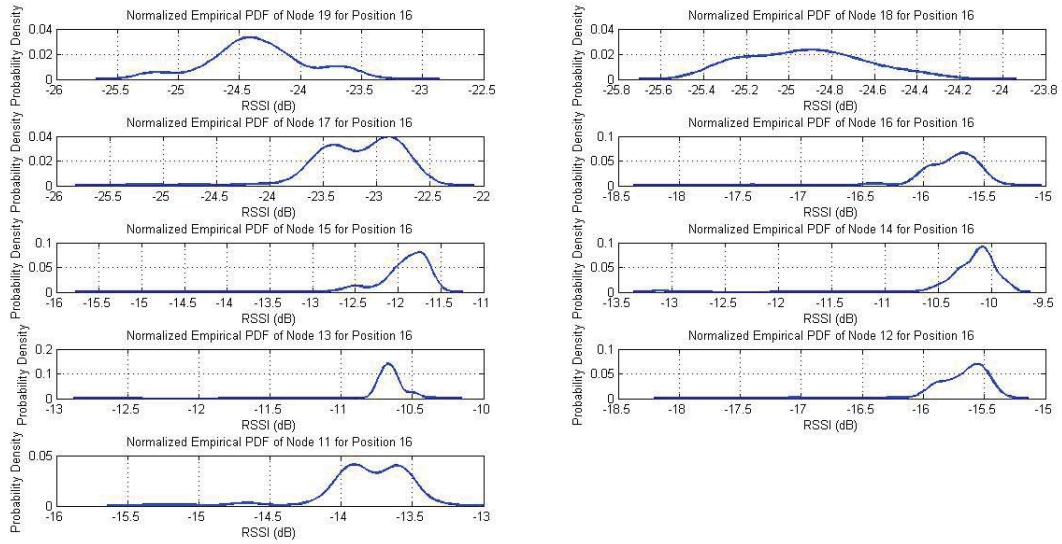 Normalized Empirical PDF of Node 19 for Position 16
Probability Density
0.04
0.02
0
-26 -25.5 -25 -24.5 -24 -23.5 -23 -22.5
RSSI (dB)
Normalized Empirical PDF of Node 18 for Position 16
Probability Density
0.04
0.02
0
-25.8 -25.6 -25.4 -25.2 -25 -24.8 -24.6 -24.4 -24.2 -24 -23.8
RSSI (dB)
Normalized Empirical PDF of Node 17 for Position 16
Probability Density
0.04
0.02
0
-26 -25.5 -25 -24.5 -24 -23.5 -23 -22.5 -22
RSSI (dB)
Normalized Empirical PDF of Node 16 for Position 16
Probability Density
0.1
0.05
0
-18.5 -18 -17.5 -17 -16.5 -16 -15.5 -15
RSSI (dB)
Normalized Empirical PDF of Node 15 for Position 16
Probability Density
0.1
0.05
0
-16 -15.5 -15 -14.5 -14 -13.5 -13 -12.5 -12 -11.5 -11
RSSI (dB)
Normalized Empirical PDF of Node 14 for Position 16
Probability Density
0.1
0.05
0
-13.5 -13 -12.5 -12 -11.5 -11 -10.5 -10 -9.5
RSSI (dB)
Normalized Empirical PDF of Node 13 for Position 16
Probability Density
0.2
0.1
0
-13 -12.5 -12 -11.5 -11 -10.5 -10
RSSI (dB)
Normalized Empirical PDF of Node 12 for Position 16
Probability Density
0.1
0.05
0
-18.5 -18 -17.5 -17 -16.5 -16 -15.5 -15
RSSI (dB)
Normalized Empirical PDF of Node 11 for Position 16
Probability Density
0.05
0
-16 -15.5 -15 -14.5 -14 -13.5 -13
RSSI (dB)